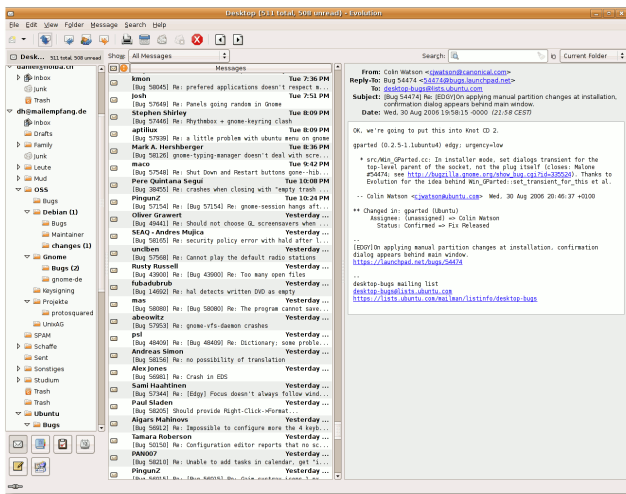 Desktop (511 total, 508 unread) - Evolution
File Edit View Folder Message Search Help
Desk... 511 total, 508 unread
Show: All Messages
Search:
in Current Folder
Inbox
Junk
Trash
dh@mailempfang.de
Inbox
Drafts
Family
Junk
Leute
Mud
OSS
Bugs
Debian (1)
Bugs
Maintainer
changes (1)
Gnome
Bugs (2)
gnome-de
Keysigning
Projekte
protosquared
UnixAG
SPAM
Schaffe
Sent
Sonstiges
Studium
Trash
Trash
Ubuntu
Bugs
Messages
kmon Tue 7:36 PM
[Bug 58045] Re: prefered applications doesn't respect m...
josh Tue 7:51 PM
[Bug 57649] Re: Panels going random in Gnome
Stephen Shirley Tue 8:09 PM
[Bug 57446] Re: Rhythmbox + gnome-keyring clash
aptilius Tue 8:09 PM
[Bug 57939] Re: a little problem with ubuntu menu on gnome
Mark A. Hershberger Tue 8:36 PM
[Bug 58126] gnome-typing-manager doesn't deal with scre...
maco Tue 9:42 PM
[Bug 57548] Re: Shut Down and Restart buttons gone--hib...
Pere Quintana Segui Tue 10:08 PM
[Bug 38455] Re: crashes when closing with "empty trash ...
PingunZ Tue 10:24 PM
[Bug 57154] Re: [Bug 57154] Re: gnome-session hangs aft...
Oliver Grawert Yesterday ...
[Bug 49441] Re: Should not choose GL screensavers when ...
SEAQ - Andres Mujica Yesterday ...
[Bug 58165] Re: security policy error with hald after l...
unclben Yesterday ...
[Bug 57568] Re: Cannot play the default radio stations
Rusty Russell Yesterday ...
[Bug 43900] Re: [Bug 43900] Re: Too many open files
fubadubrub Yesterday ...
[Bug 14692] Re: hal detects written DVD as empty
mas Yesterday ...
[Bug 58080] Re: [Bug 58080] Re: The program cannot save...
abeowitz Yesterday ...
[Bug 57953] Re: gnome-vfs-daemon crashes
psl Yesterday ...
[Bug 48409] Re: [Bug 48409] Re: Dictionary: some proble...
Andreas Simon Yesterday ...
[Bug 58156] Re: no possibility of translation
Alex Jones Yesterday ...
[Bug 56981] Re: Crash in EDS
Sami Haahtinen Yesterday ...
[Bug 57344] Re: [Edgy] Focus doesn't always follow wind...
Paul Sladen Yesterday ...
[Bug 58205] Should provide Right-Click->Format...
Aigars Mahinovs Yesterday ...
[Bug 56912] Re: Impossible to configure more the 4 keyb...
Tamara Roberson Yesterday ...
[Bug 50150] Re: Configuration editor reports that no sc...
PAN007 Yesterday ...
[Bug 58210] Re: Unable to add tasks in calendar, get "i...
PingunZ Yesterday ...
From: Colin Watson <cjwatson@canonical.com>
Reply-To: Bug 54474 <54474@bugs.launchpad.net>
To: desktop-bugs@lists.ubuntu.com
Subject: [Bug 54474] Re: [EDGY]On applying manual partition changes at installation, confirmation dialog appears behind main window.
Date: Wed, 30 Aug 2006 19:58:15 -0000 (21:58 CEST)
OK, we're going to put this into Knot CD 2.
gparted (0.2.5-1.1ubuntu4) edgy; urgency=low
* src/Win_GParted.cc: In installer mode, set dialogs transient for the
top-level parent of the socket, not the plug itself (closes: Malone
#54474; see http://bugzilla.gnome.org/show_bug.cgi?id=335524). Thanks to
Evolution for the idea behind Win_GParted::set_transient_for_this et al.
-- Colin Watson <cjwatson@ubuntu.com> Wed, 30 Aug 2006 20:46:37 +0100
** Changed in: gparted (Ubuntu)
Assignee: (unassigned) => Colin Watson
Status: Confirmed => Fix Released
--
[EDGY]On applying manual partition changes at installation, confirmation
dialog appears behind main window.
https://launchpad.net/bugs/54474
--
desktop-bugs mailing list
desktop-bugs@lists.ubuntu.com
https://lists.ubuntu.com/mailman/listinfo/desktop-bugs